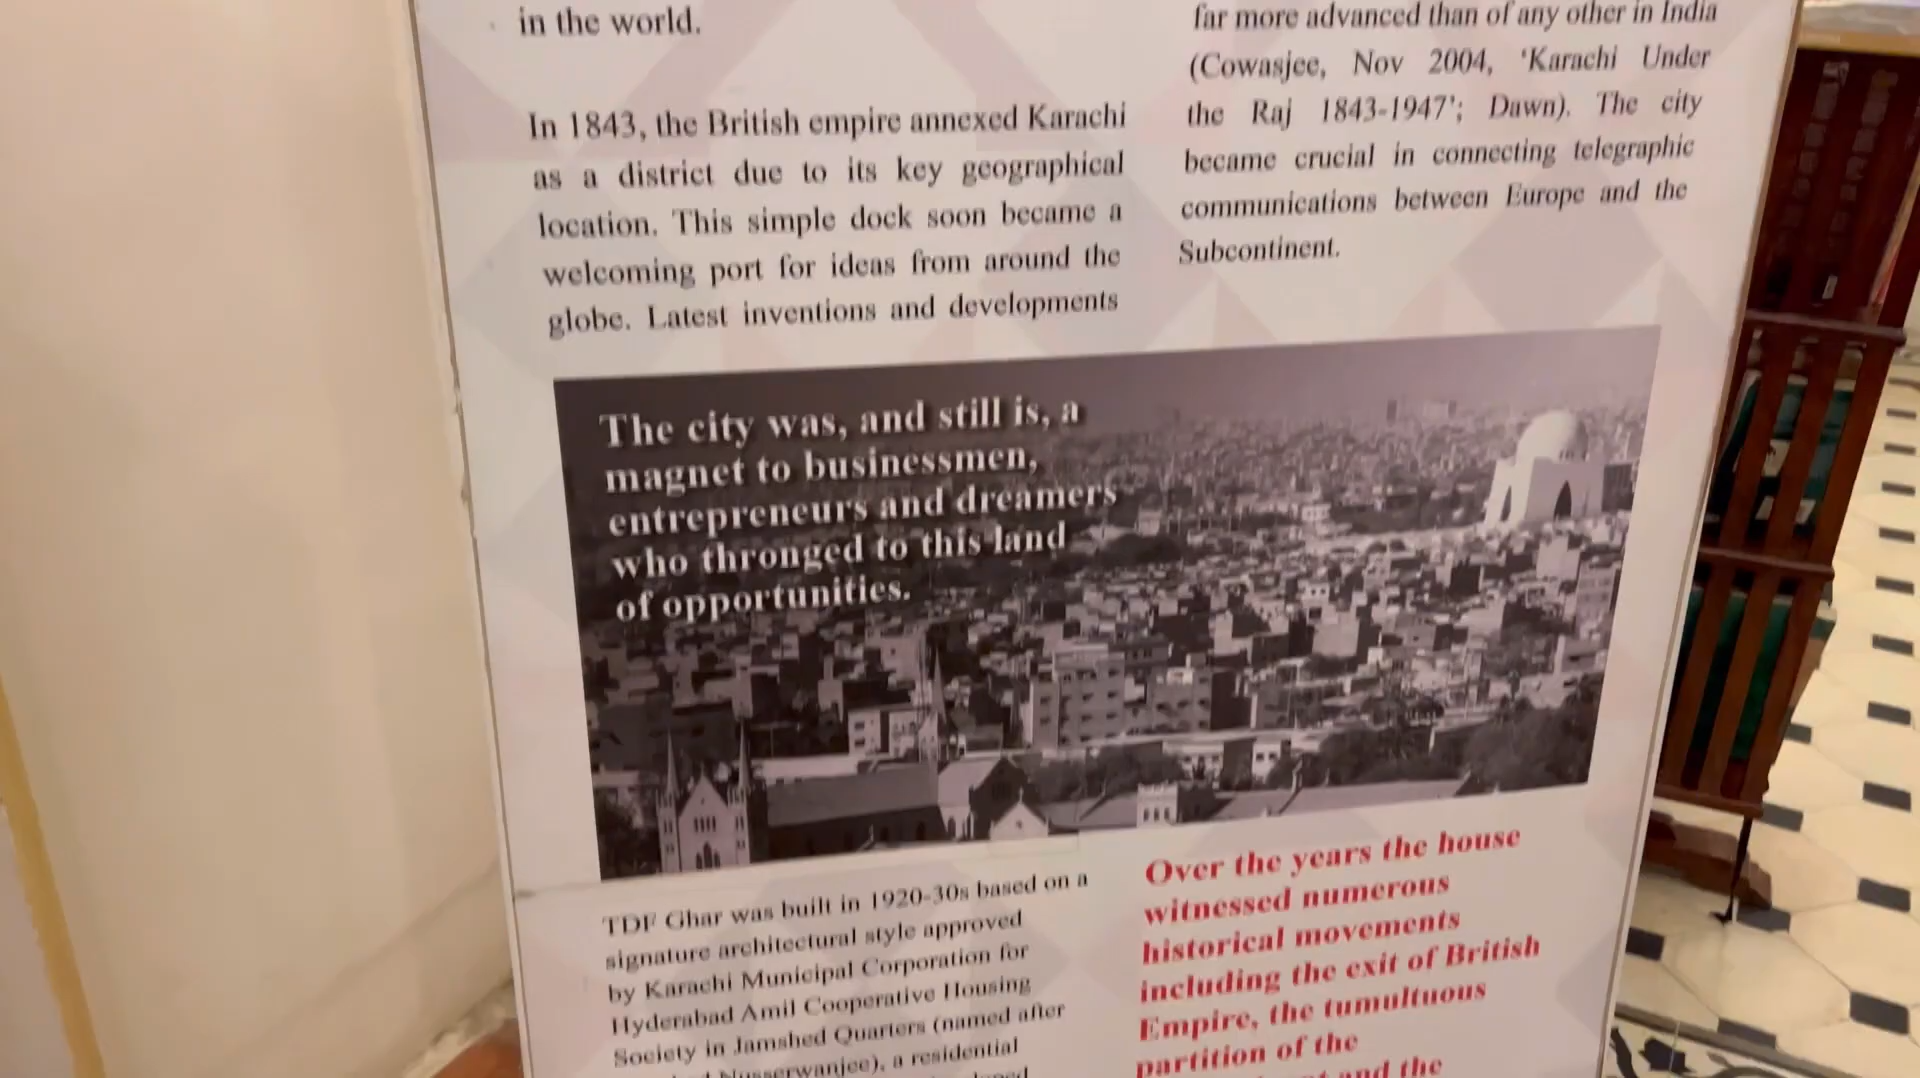 in the world.
In 1843, the British empire annexed Karachi
as a district due to its key geographical
location. This simple dock soon became a
welcoming port for ideas from around the
globe. Latest inventions and developments
far more advanced than of any other in India
(Cowasjee, Nov 2004, 'Karachi Under
the Raj 1843-1947'; Dawn). The city
became crucial in connecting telegraphic
communications between Europe and the
Subcontinent.
The city was, and still is, a
magnet to businessmen,
entrepreneurs and dreamers
who thronged to this land
of opportunities.
TDF Ghar was built in 1920-30s based on a
signature architectural style approved
by Karachi Municipal Corporation for
Hyderabad Amil Cooperative Housing
Society in Jamshed Quarters (named after
Nusserwanjee), a residential
Over the years the house
witnessed numerous
historical movements
including the exit of British
Empire, the tumultuous
partition of the
and the